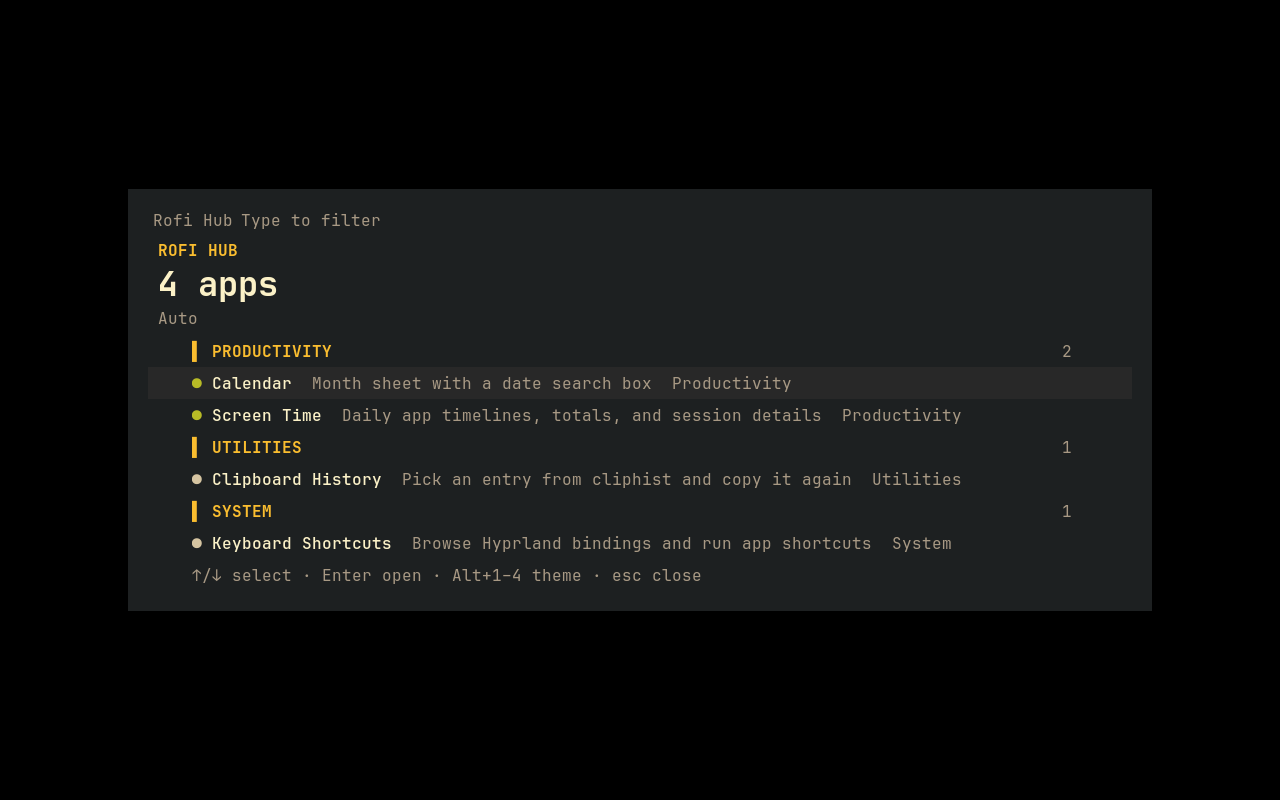 Rofi Hub Type to filter
ROFI HUB
4 apps
Auto
PRODUCTIVITY 2
Calendar Month sheet with a date search box Productivity
Screen Time Daily app timelines, totals, and session details Productivity
UTILITIES 1
Clipboard History Pick an entry from cliphist and copy it again Utilities
SYSTEM 1
Keyboard Shortcuts Browse Hyprland bindings and run app shortcuts System
↑/↓ select · Enter open · Alt+1–4 theme · esc close